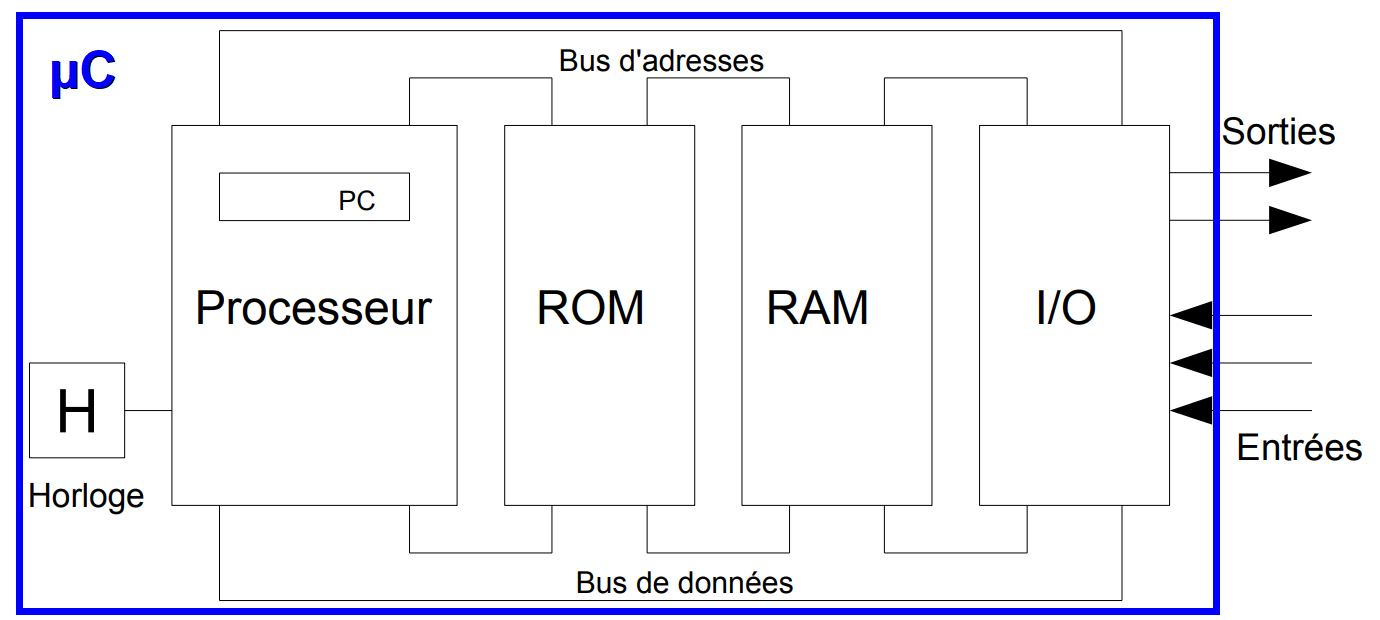 µC
Bus d'adresses
Sorties
PC
Processeur
ROM
RAM
I/O
H
Entrées
Horloge
Bus de données